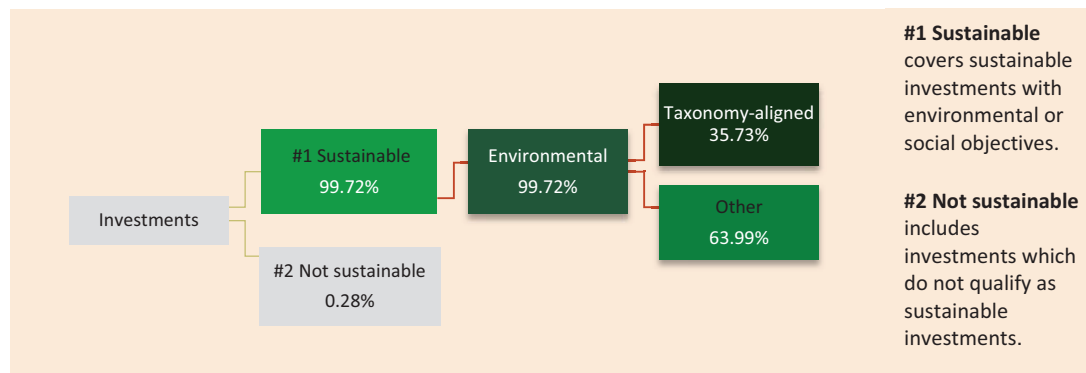 Investments
#1 Sustainable
99.72%
#2 Not sustainable
0.28%
Environmental
99.72%
Taxonomy-aligned
35.73%
Other
63.99%
#1 Sustainable
covers sustainable
investments with
environmental or
social objectives.
#2 Not sustainable
includes
investments which
do not qualify as
sustainable
investments.